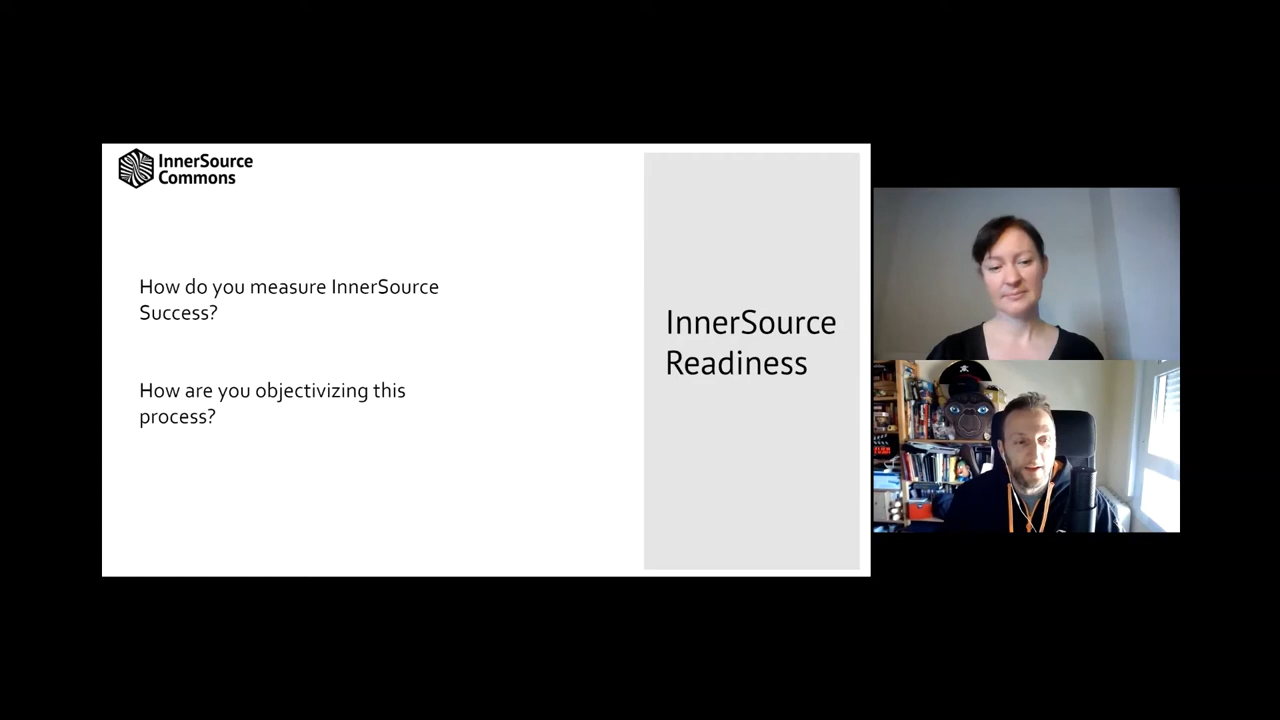 InnerSource
Commons
How do you measure InnerSource
Success?
How are you objectivizing this
process?
InnerSource
Readiness